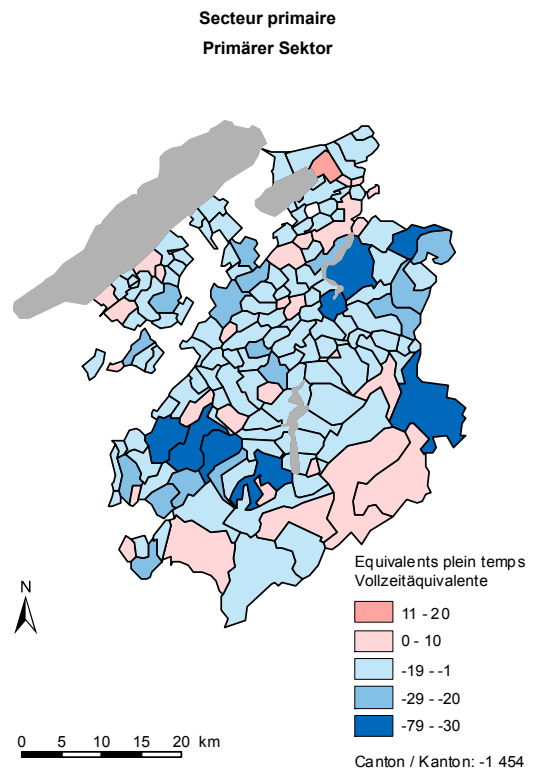 Secteur primaire
Primärer Sektor
Equivalents plein temps
Vollzeitäquivalente
11 - 20
0 - 10
-19 - -1
-29 - -20
-79 - -30
Canton / Kanton: -1 454
N
0 5 10 15 20 km